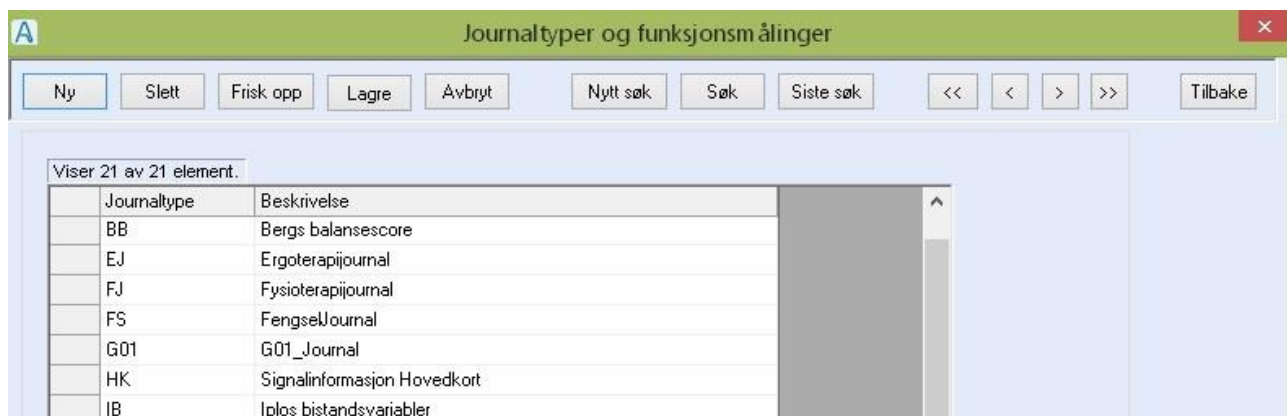 A
Journaltyper og funksjonsmålinger
×
Ny Slett Frisk opp Lagre Avbryt Nytt søk Søk Siste søk << < > >> Tilbake
Viser 21 av 21 element.
Journaltype Beskrivelse
BB Bergs balansescore
EJ Ergoterapijournal
FJ Fysioterapijournal
FS FengselJournal
G01 G01_Journal
HK Signalinformasjon Hovedkort
IB Iplos bistandsvariabler